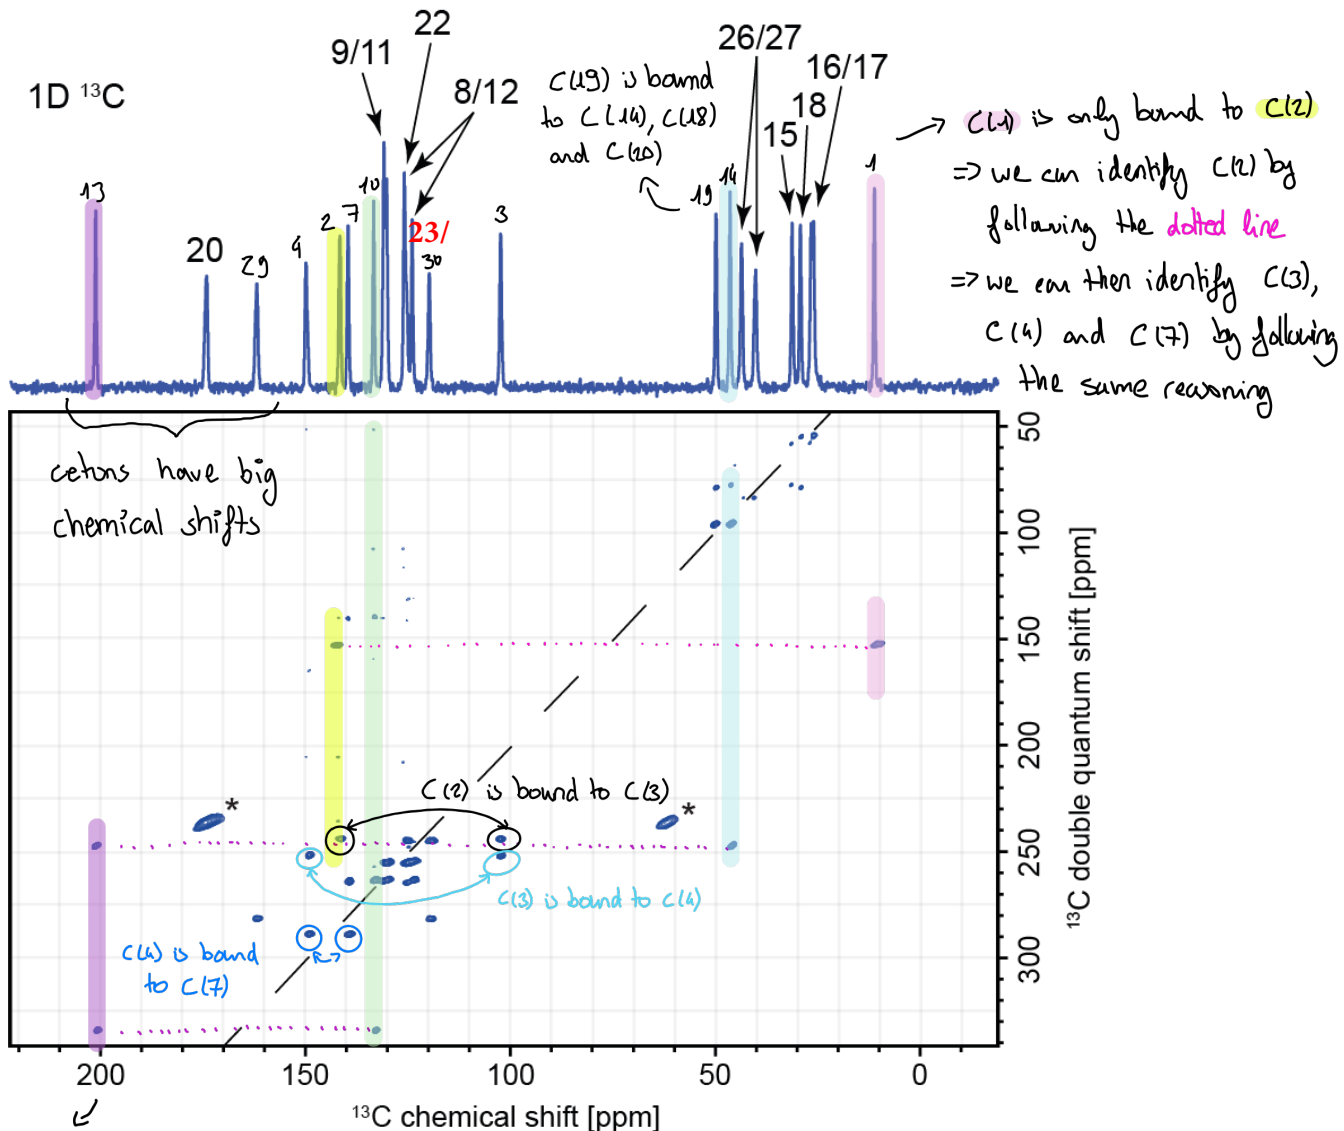 1D ¹³C
22
9/11
8/12
26/27
16/17
18
15
C(19) is bound
to C(14), C(18)
and C(20)
C(1) is only bound to C(2)
=> we can identify C(2) by
following the dotted line
=> we can then identify C(3),
C(4) and C(7) by following
the same reasoning
13
20
29
4
2
7
10
23/
30
3
19
14
1
cetons have big
chemical shifts
C(2) is bound to C(3)
*
*
C(3) is bound to C(4)
C(4) is bound
to C(7)
50
100
150
200
250
300
¹³C double quantum shift [ppm]
200
150
100
50
0
¹³C chemical shift [ppm]